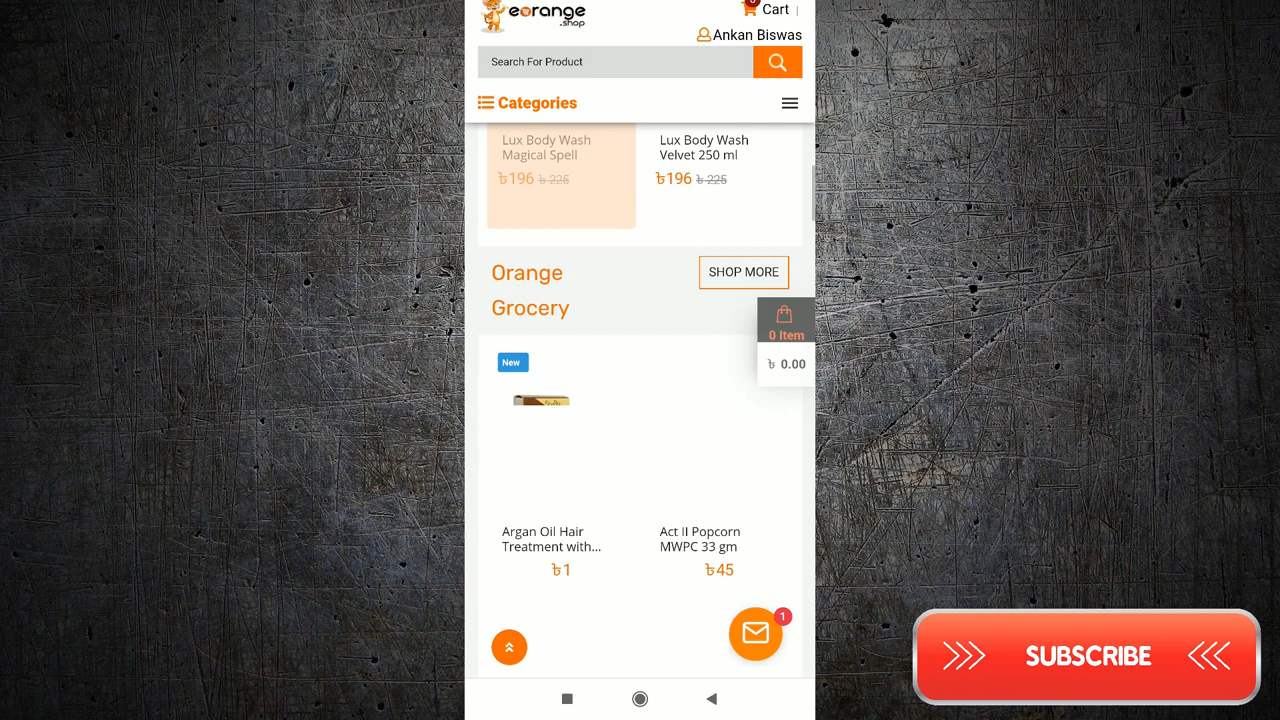 eorange
.shop
Cart |
Ankan Biswas
Search For Product
Categories
Lux Body Wash
Magical Spell
৳196 ৳ 225
Lux Body Wash
Velvet 250 ml
৳196 ৳ 225
Orange
Grocery
SHOP MORE
0 Item
৳ 0.00
New
Argan Oil Hair
Treatment with...
৳1
Act II Popcorn
MWPC 33 gm
৳45
1
SUBSCRIBE